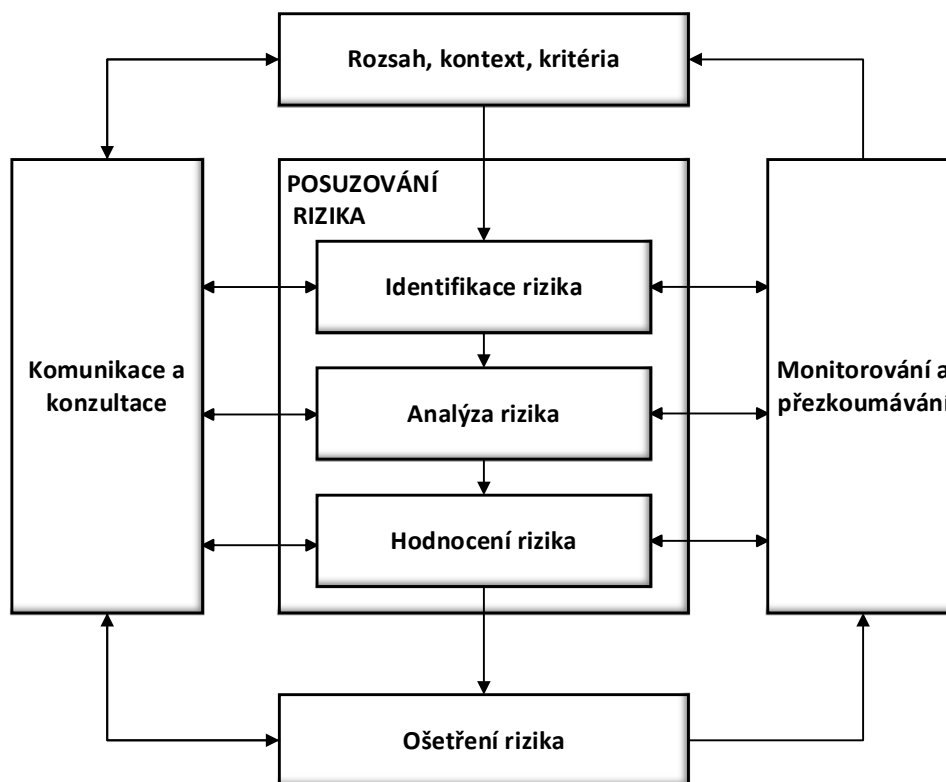 Rozsah, kontext, kritéria
POSUZOVÁNÍ
RIZIKA
Identifikace rizika
Komunikace a
konzultace
Analýza rizika
Monitorování a
přezkoumávání
Hodnocení rizika
Ošetření rizika